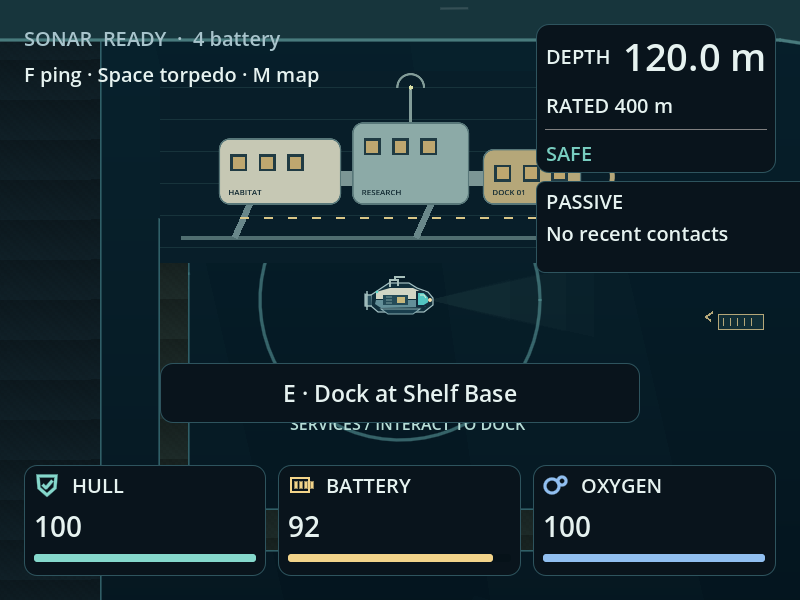 SONAR READY · 4 battery
F ping · Space torpedo · M map
DEPTH 120.0 m
RATED 400 m
SAFE
PASSIVE
No recent contacts
HABITAT
RESEARCH
DOCK 01
E · Dock at Shelf Base
SERVICES / INTERACT TO DOCK
HULL
100
BATTERY
92
OXYGEN
100